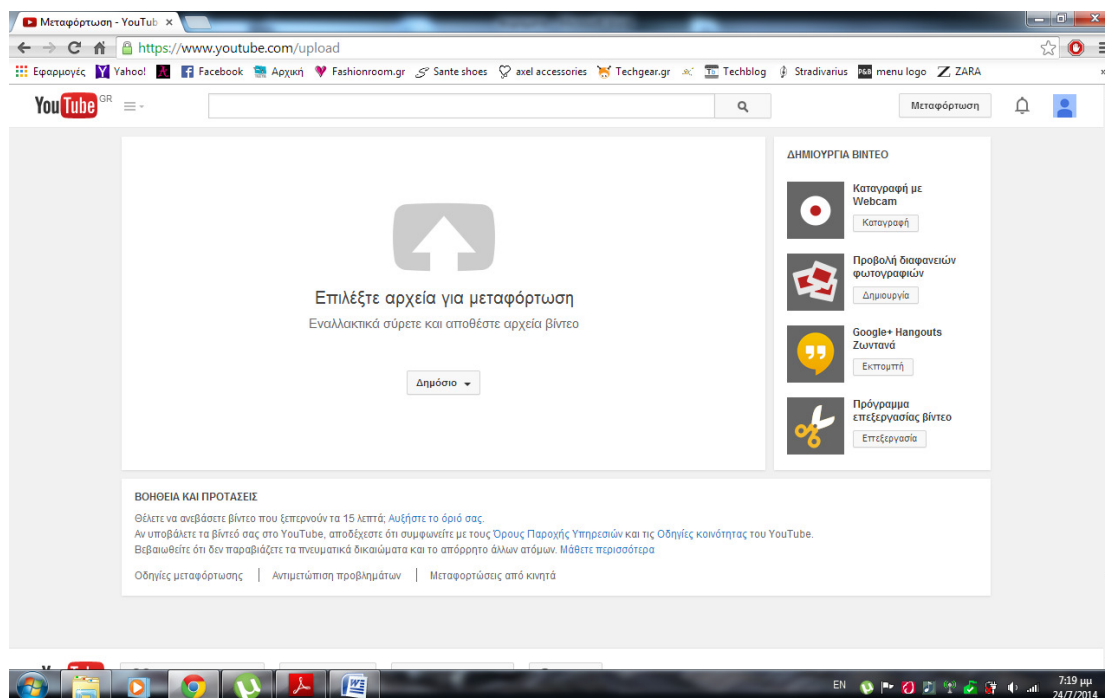 Μεταφόρτωση - YouTub ×
https://www.youtube.com/upload
Εφαρμογές Yahoo! Facebook Αρχική Fashionroom.gr Sante shoes axel accessories Techgear.gr Techblog Stradivarius menu logo ZARA
YouTube GR
Μεταφόρτωση
Επιλέξτε αρχεία για μεταφόρτωση
Εναλλακτικά σύρετε και αποθέστε αρχεία βίντεο
Δημόσιο
ΔΗΜΙΟΥΡΓΙΑ ΒΙΝΤΕΟ
Καταγραφή με
Webcam
Καταγραφή
Προβολή διαφανειών
φωτογραφιών
Δημιουργία
Google+ Hangouts
Ζωντανά
Εκπομπή
Πρόγραμμα
επεξεργασίας βίντεο
Επεξεργασία
ΒΟΗΘΕΙΑ ΚΑΙ ΠΡΟΤΑΣΕΙΣ
Θέλετε να ανεβάσετε βίντεο που ξεπερνούν τα 15 λεπτά; Αυξήστε το όριό σας.
Αν υποβάλετε τα βίντεό σας στο YouTube, αποδέχεστε ότι συμφωνείτε με τους Όρους Παροχής Υπηρεσιών και τις Οδηγίες κοινότητας του YouTube.
Βεβαιωθείτε ότι δεν παραβιάζετε τα πνευματικά δικαιώματα και το απόρρητο άλλων ατόμων. Μάθετε περισσότερα
Οδηγίες μεταφόρτωσης | Αντιμετώπιση προβλημάτων | Μεταφορτώσεις από κινητά
EN
7:19 μμ
24/7/2014